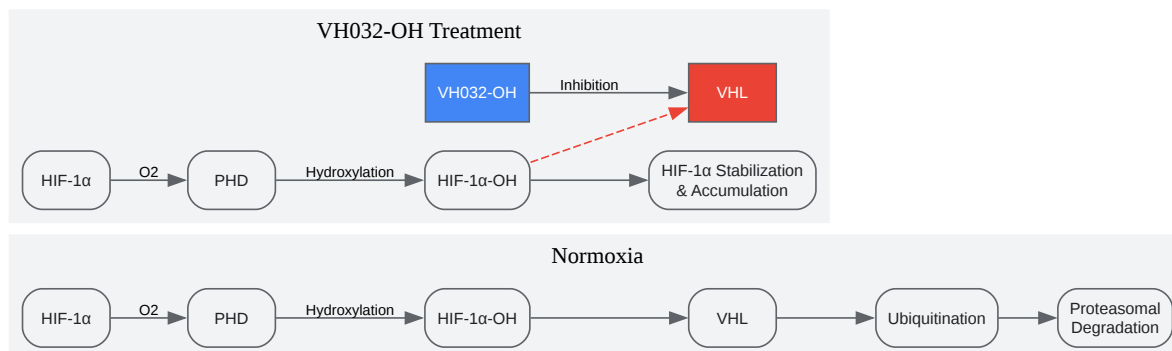 VH032-OH Treatment
VH032-OH
Inhibition
VHL
HIF-1α
O2
PHD
Hydroxylation
HIF-1α-OH
HIF-1α Stabilization
& Accumulation
Normoxia
HIF-1α
O2
PHD
Hydroxylation
HIF-1α-OH
VHL
Ubiquitination
Proteasomal
Degradation